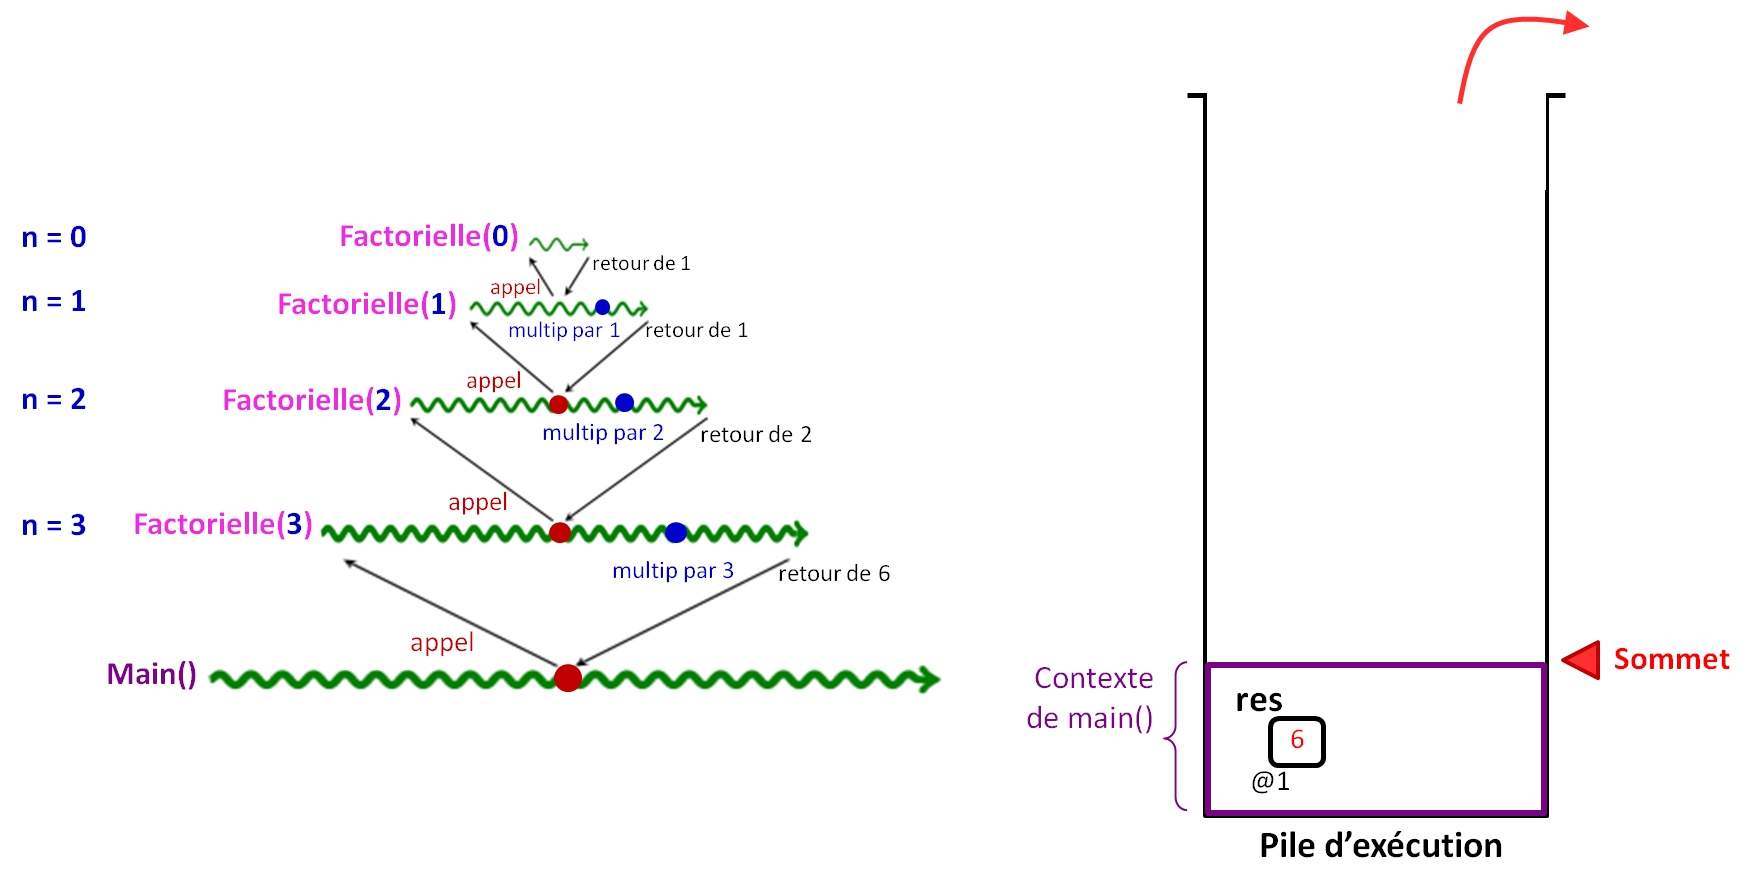 n = 0
Factorielle(0)
retour de 1
appel
n = 1
Factorielle(1)
multip par 1
retour de 1
appel
n = 2
Factorielle(2)
multip par 2
retour de 2
appel
n = 3
Factorielle(3)
multip par 3
retour de 6
appel
Main()
Contexte
de main()
Sommet
res
6
@1
Pile d’exécution